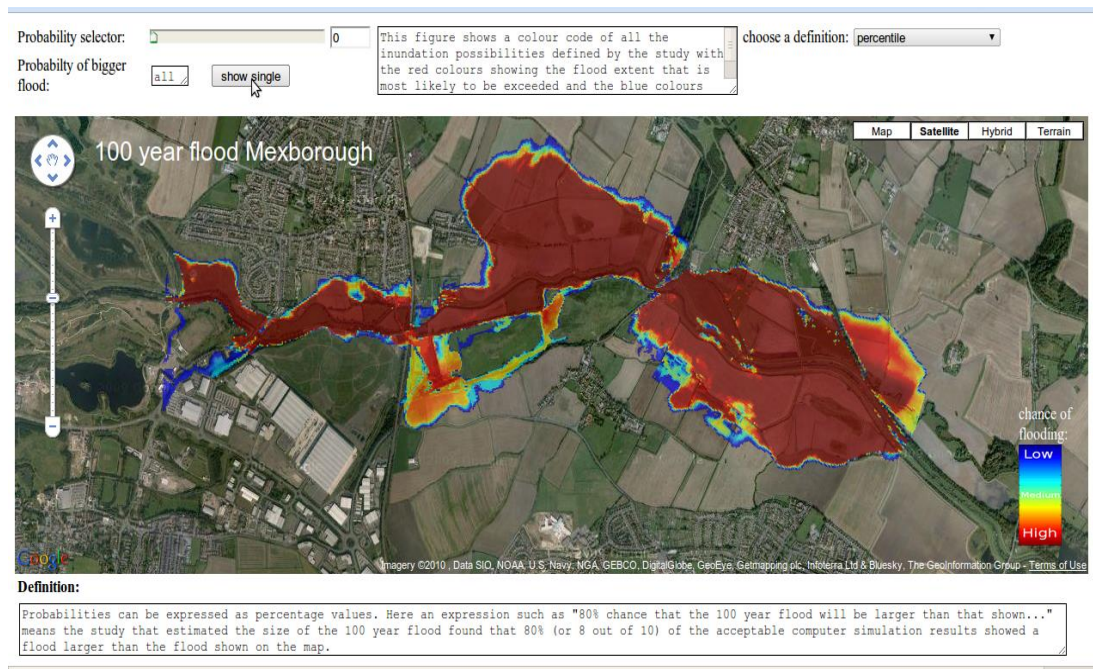 Probability selector:
0
This figure shows a colour code of all the
inundation possibilities defined by the study with
the red colours showing the flood extent that is
most likely to be exceeded and the blue colours
choose a definition:
percentile
Probabilty of bigger
flood:
all
show single
100 year flood Mexborough
Map
Satellite
Hybrid
Terrain
chance of
flooding:
Low
Medium
High
Google
Imagery ©2010 , Data SIO, NOAA, U.S. Navy, NGA, GEBCO, DigitalGlobe, GeoEye, Getmapping plc, Infoterra Ltd & Bluesky, The GeoInformation Group - Terms of Use
Definition:
Probabilities can be expressed as percentage values. Here an expression such as "80% chance that the 100 year flood will be larger than that shown..."
means the study that estimated the size of the 100 year flood found that 80% (or 8 out of 10) of the acceptable computer simulation results showed a
flood larger than the flood shown on the map.